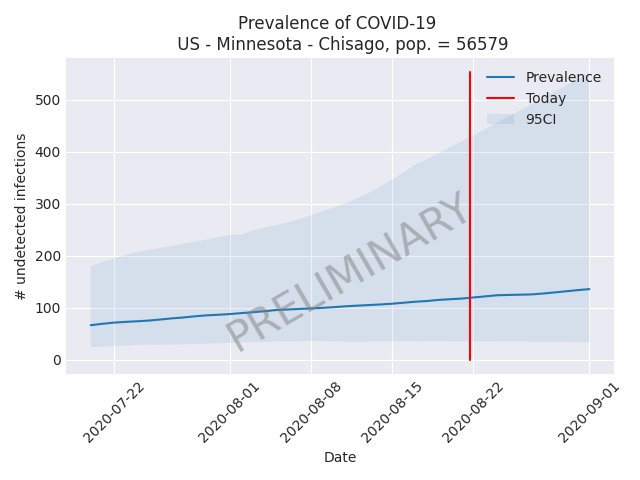 Prevalence of COVID-19
US - Minnesota - Chisago, pop. = 56579
Prevalence
Today
95CI
500
400
300
200
100
0
# undetected infections
PRELIMINARY
2020-07-22
2020-08-01
2020-08-08
2020-08-15
2020-08-22
2020-09-01
Date